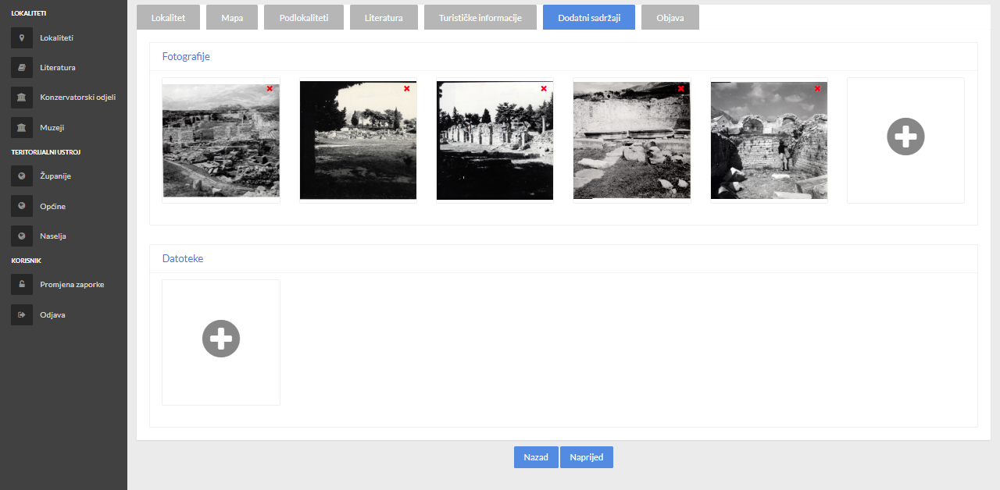 LOKALITETI
Lokaliteti
Literatura
Konzervatorski odjeli
Muzeji
TERITORIJALNI USTROJ
Županije
Općine
Naselja
KORISNIK
Promjena zaporke
Odjava
Lokalitet Mapa Podlokaliteti Literatura Turističke informacije Dodatni sadržaji Objava
Fotografije
Datoteke
Nazad Naprijed